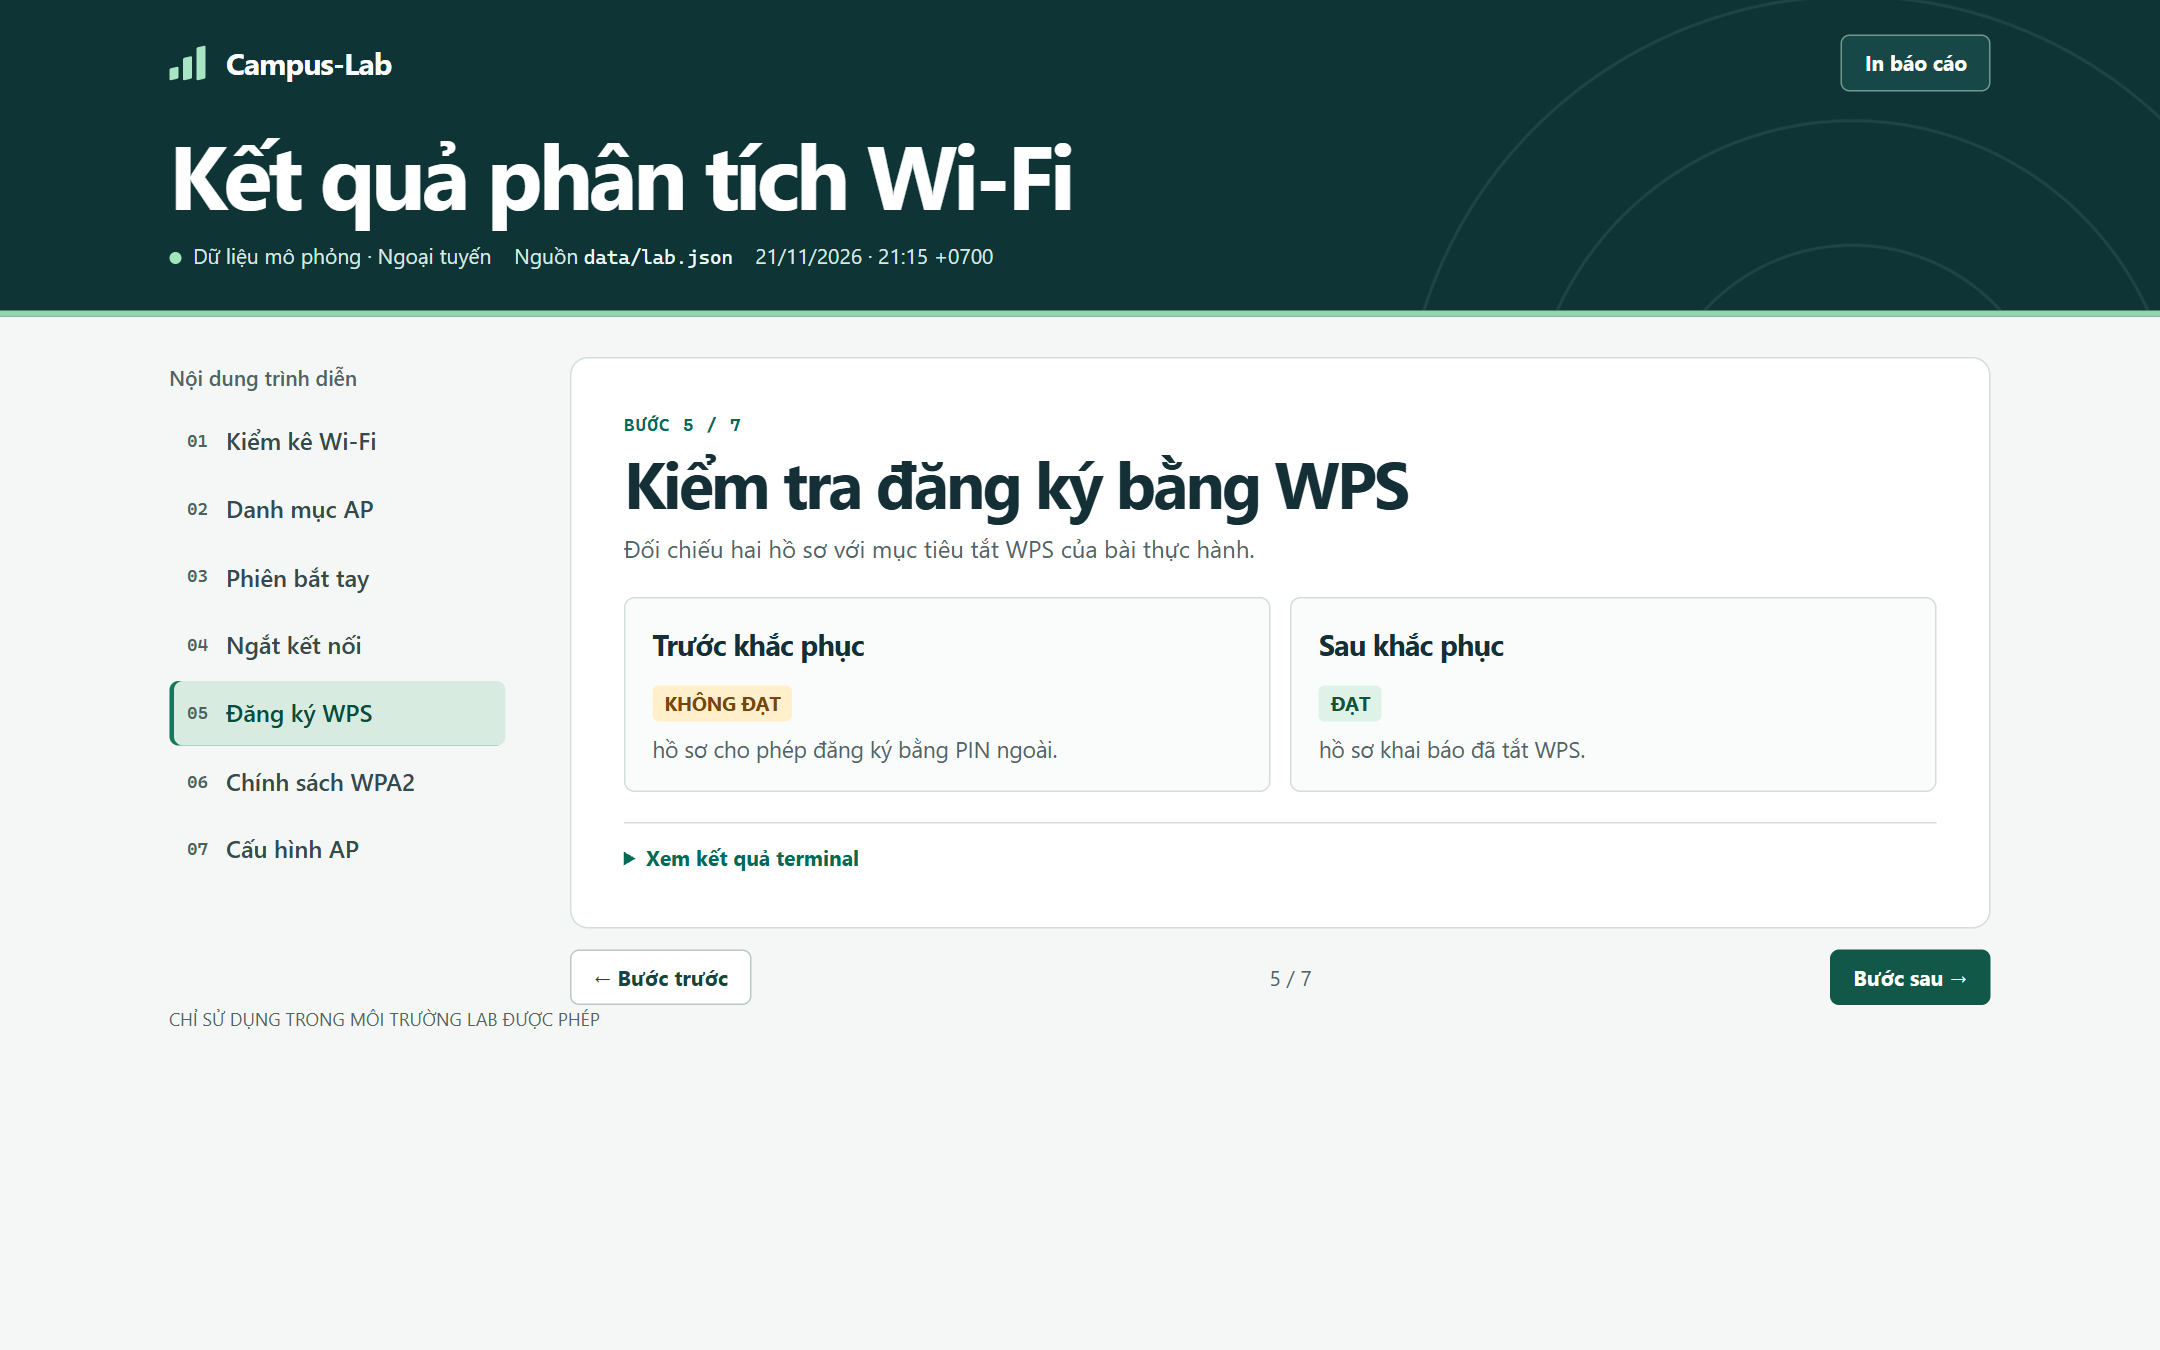 Campus-Lab
In báo cáo
Kết quả phân tích Wi-Fi
Dữ liệu mô phỏng · Ngoại tuyến Nguồn data/lab.json 21/11/2026 · 21:15 +0700
Nội dung trình diễn
01 Kiểm kê Wi-Fi
02 Danh mục AP
03 Phiên bắt tay
04 Ngắt kết nối
05 Đăng ký WPS
06 Chính sách WPA2
07 Cấu hình AP
BƯỚC 5 / 7
Kiểm tra đăng ký bằng WPS
Đối chiếu hai hồ sơ với mục tiêu tắt WPS của bài thực hành.
Trước khắc phục
KHÔNG ĐẠT
hồ sơ cho phép đăng ký bằng PIN ngoài.
Sau khắc phục
ĐẠT
hồ sơ khai báo đã tắt WPS.
▶ Xem kết quả terminal
← Bước trước
5 / 7
Bước sau →
CHỈ SỬ DỤNG TRONG MÔI TRƯỜNG LAB ĐƯỢC PHÉP